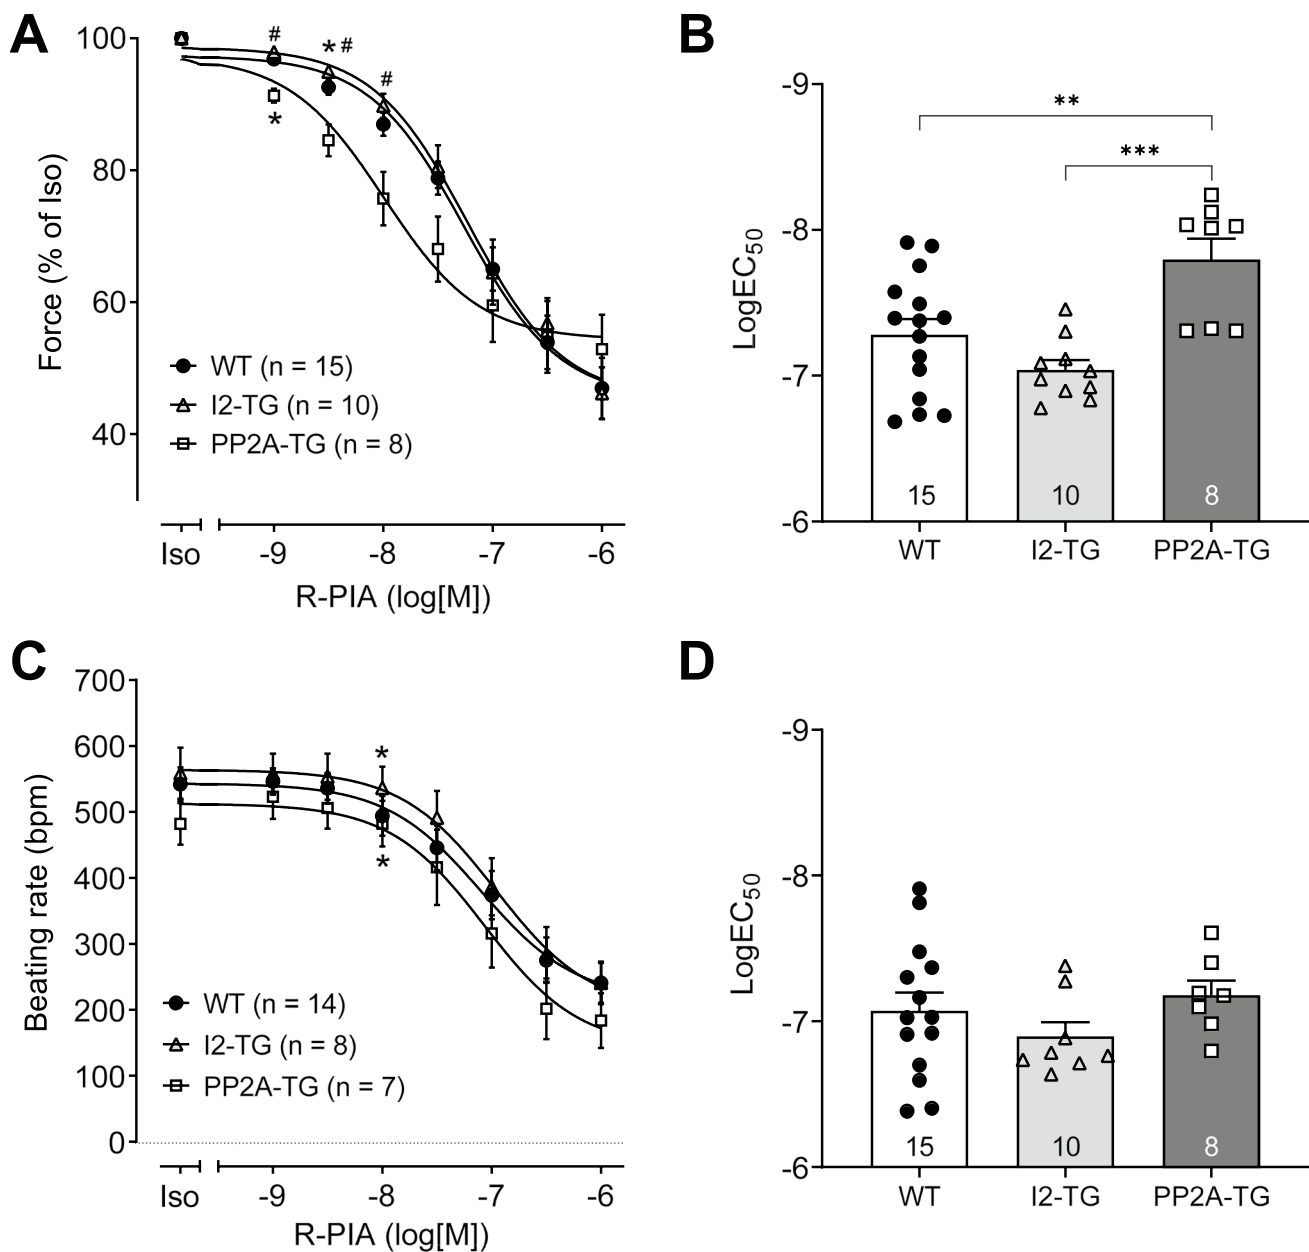 A
100
80
60
40
Force (% of Iso)
#
*
* #
#
WT (n = 15)
I2-TG (n = 10)
PP2A-TG (n = 8)
Iso -9 -8 -7 -6
R-PIA (log[M])
B
-9
-8
-7
-6
LogEC50
**
***
15 10 8
WT I2-TG PP2A-TG
C
700
600
500
400
300
200
100
0
Beating rate (bpm)
*
*
WT (n = 14)
I2-TG (n = 8)
PP2A-TG (n = 7)
Iso -9 -8 -7 -6
R-PIA (log[M])
D
-9
-8
-7
-6
LogEC50
15 10 8
WT I2-TG PP2A-TG